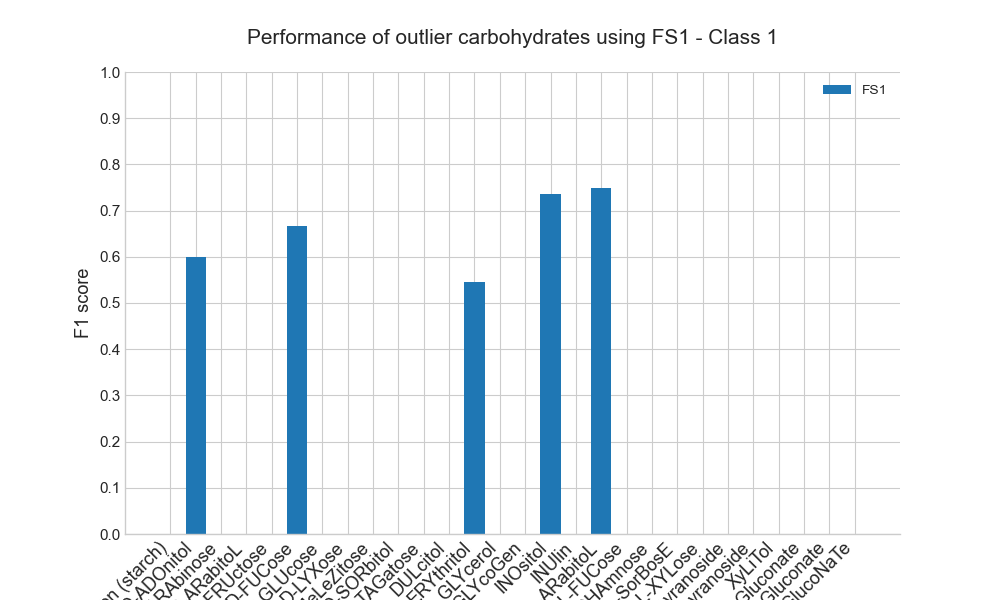 Performance of outlier carbohydrates using FS1 - Class 1
FS1
F1 score
1.0
0.9
0.8
0.7
0.6
0.5
0.4
0.3
0.2
0.1
0.0
(starch)
ADOnitol
ARabitoL
D-FUCose
GLUcose
D-LYXose
SORbitol
TAGatose
DULcitol
ERYthritol
GLYcerol
GLYcoGen
INOsitol
INUlin
ARabitoL
L-FUCose
SorBosE
L-XYLose
XyLiTol
Gluconate
Gluconate
GlucoNaTe